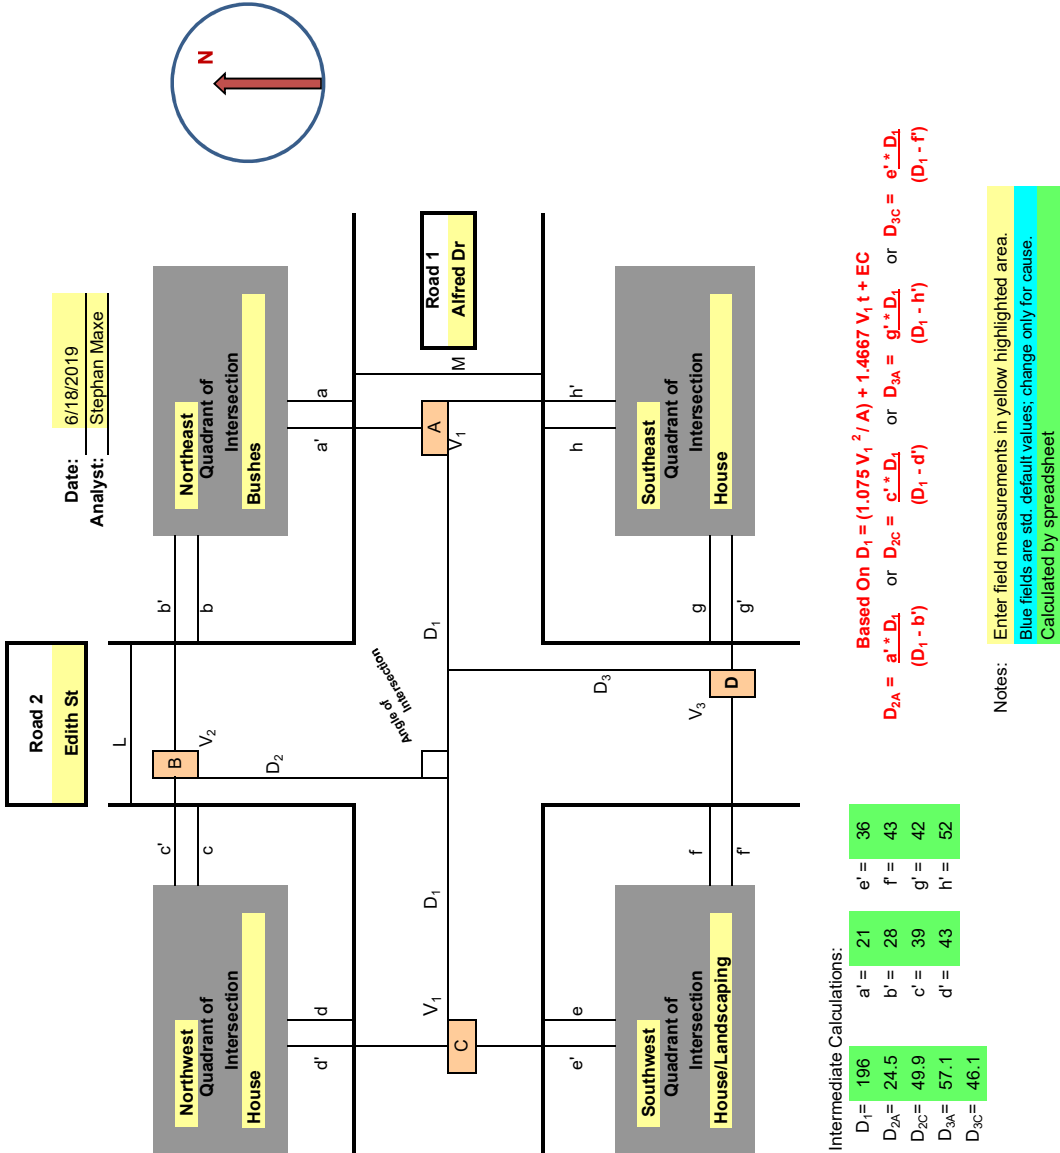 Road 2
Edith St
Date: 6/18/2019
Analyst: Stephan Maxe
N
L
Northwest
Quadrant of
Intersection
House
c'
c
B
V2
b'
b
Northeast
Quadrant of
Intersection
Bushes
d'
d
D2
a'
a
Angle of
Intersection
Road 1
Alfred Dr
M
C
V1
D1
D1
A
V1
e'
e
D3
h
h'
Southwest
Quadrant of
Intersection
House/Landscaping
f
f'
V3
D
g
g'
Southeast
Quadrant of
Intersection
House
Intermediate Calculations:
D1= 196 a' = 21 e' = 36
D2A= 24.5 b' = 28 f' = 43
D2C= 49.9 c' = 39 g' = 42
D3A= 57.1 d' = 43 h' = 52
D3C= 46.1
Based On D1 = (1.075 V1 2 / A) + 1.4667 V1 t + EC
D2A = a' * D1 or D2C = c' * D1 or D3A = g' * D1 or D3C = e' * D1
(D1 - b') (D1 - d') (D1 - h') (D1 - f')
Notes: Enter field measurements in yellow highlighted area.
Blue fields are std. default values; change only for cause.
Calculated by spreadsheet